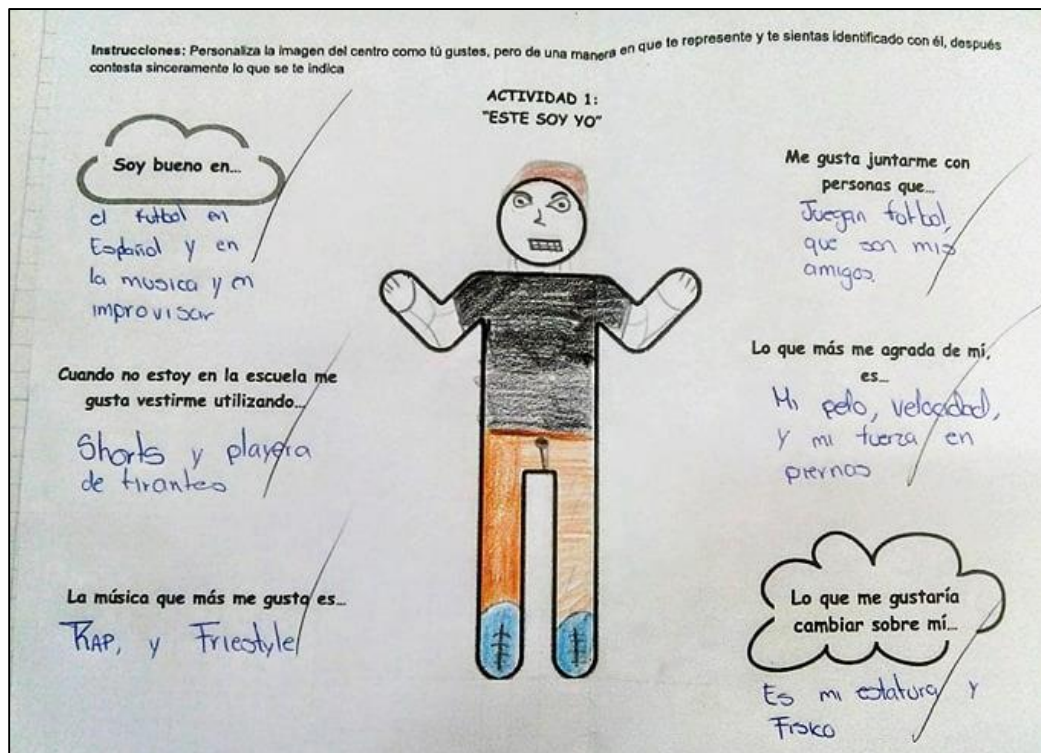 Instrucciones: Personaliza la imagen del centro como tú gustes, pero de una manera en que te represente y te sientas identificado con él, después
contesta sinceramente lo que se te indica
ACTIVIDAD 1:
"ESTE SOY YO"
Soy bueno en...
el futbol en
Español y en
la musica y en
improvisar
Cuando no estoy en la escuela me
gusta vestirme utilizando...
Shorts y playera
de tirantes
La música que más me gusta es...
RAP, y Friestyle
Me gusta juntarme con
personas que...
Juegan futbol,
que son mis
amigos.
Lo que más me agrada de mí,
es...
Mi pelo, velocidad,
y mi fuerza en
piernas
Lo que me gustaría
cambiar sobre mí...
Es mi estatura y
Fisko